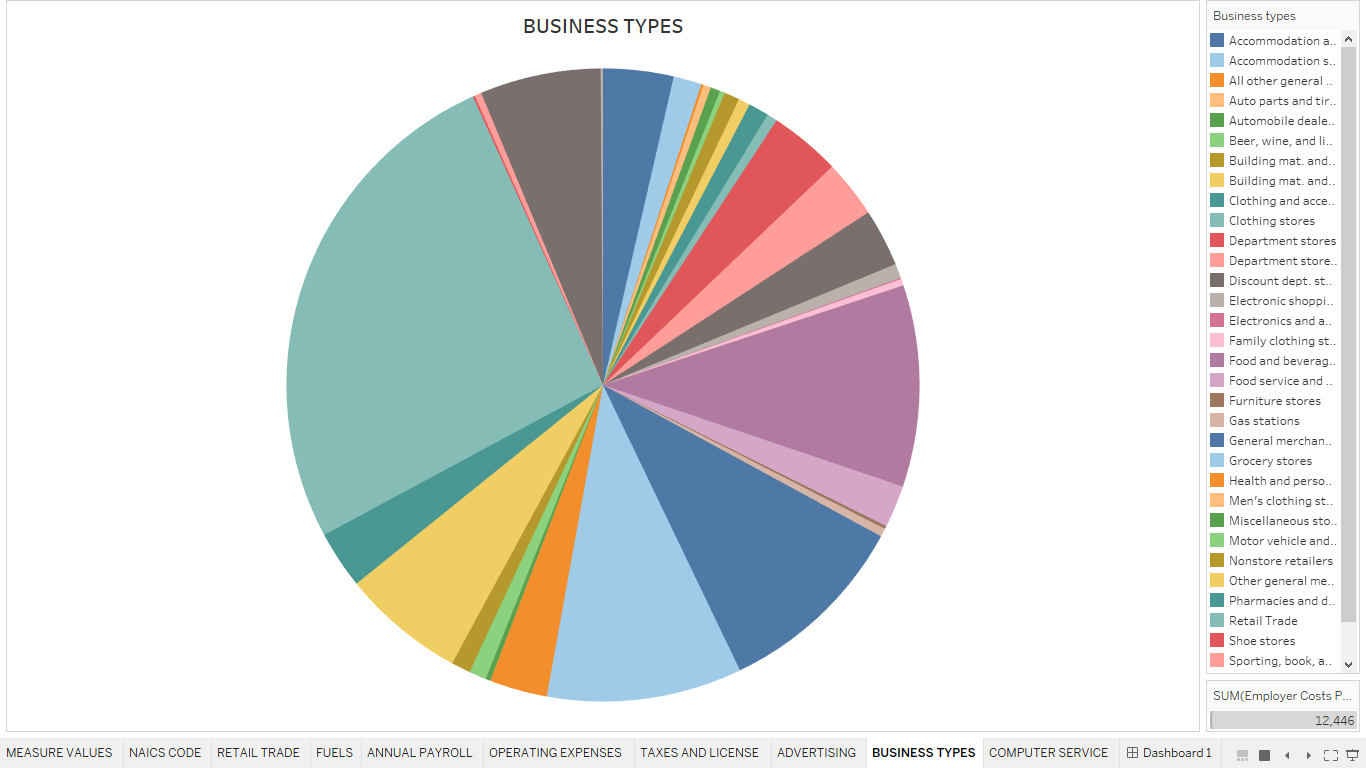 BUSINESS TYPES
Business types
Accommodation a..
Accommodation s..
All other general ..
Auto parts and tir..
Automobile deale..
Beer, wine, and li..
Building mat. and..
Building mat. and..
Clothing and acce..
Clothing stores
Department stores
Department store..
Discount dept. st..
Electronic shoppi..
Electronics and a..
Family clothing st..
Food and beverag..
Food service and ..
Furniture stores
Gas stations
General merchan..
Grocery stores
Health and perso..
Men's clothing st..
Miscellaneous sto..
Motor vehicle and..
Nonstore retailers
Other general me..
Pharmacies and d..
Retail Trade
Shoe stores
Sporting, book, a..
SUM(Employer Costs P...
12,446
MEASURE VALUES NAICS CODE RETAIL TRADE FUELS ANNUAL PAYROLL OPERATING EXPENSES TAXES AND LICENSE ADVERTISING BUSINESS TYPES COMPUTER SERVICE Dashboard 1